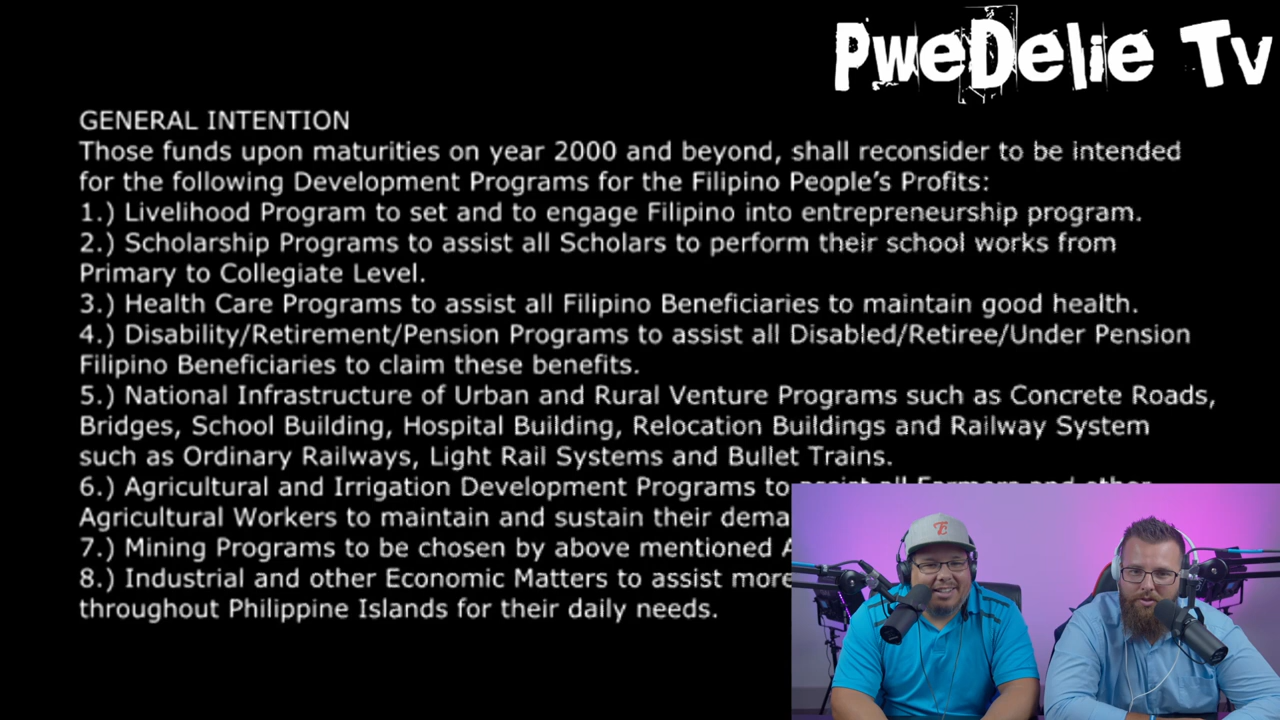 PweDelie Tv
GENERAL INTENTION
Those funds upon maturities on year 2000 and beyond, shall reconsider to be intended
for the following Development Programs for the Filipino People's Profits:
1.) Livelihood Program to set and to engage Filipino into entrepreneurship program.
2.) Scholarship Programs to assist all Scholars to perform their school works from
Primary to Collegiate Level.
3.) Health Care Programs to assist all Filipino Beneficiaries to maintain good health.
4.) Disability/Retirement/Pension Programs to assist all Disabled/Retiree/Under Pension
Filipino Beneficiaries to claim these benefits.
5.) National Infrastructure of Urban and Rural Venture Programs such as Concrete Roads,
Bridges, School Building, Hospital Building, Relocation Buildings and Railway System
such as Ordinary Railways, Light Rail Systems and Bullet Trains.
6.) Agricultural and Irrigation Development Programs to assist all Farmers and other
Agricultural Workers to maintain and sustain their dema
7.) Mining Programs to be chosen by above mentioned A
8.) Industrial and other Economic Matters to assist more
throughout Philippine Islands for their daily needs.